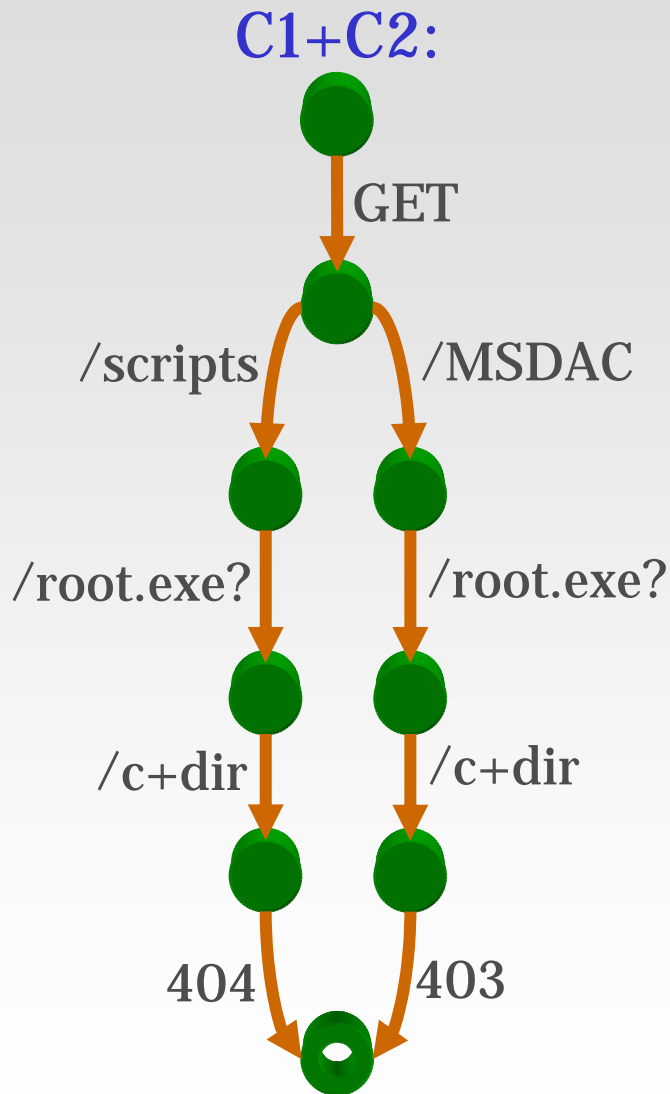 C1+C2:
GET
/scripts /MSDAC
/root.exe? /root.exe?
/c+dir /c+dir
404 403